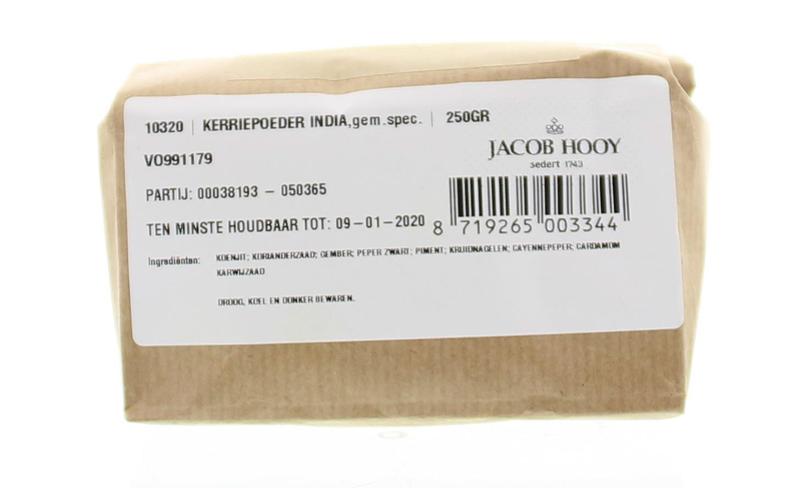 10320 | KERRIEPOEDER INDIA,gem.spec. | 250GR
JACOB HOOY
sedert 1743
V0991179
PARTIJ: 00038193 - 050365
TEN MINSTE HOUDBAAR TOT: 09-01-2020
8 719265 003344
Ingrediënten: KOENJIT; KORIANDERZAAD; GEMBER; PEPER ZWART; PIMENT; KRUIDNAGELEN; CAYENNEPEPER; CARDAMOM
KARWIJZAAD
DROOG, KOEL EN DONKER BEWAREN.